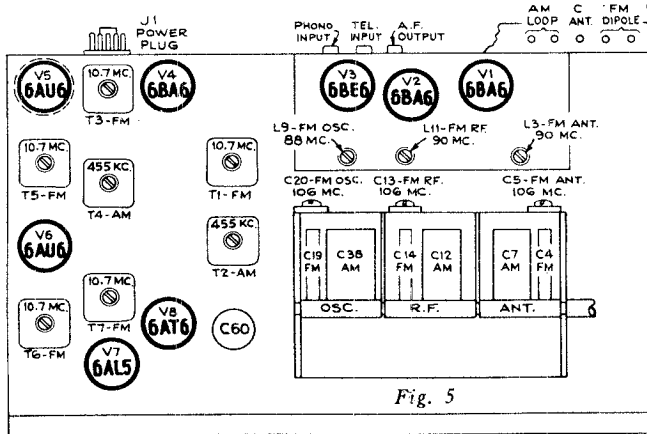 J1
POWER
PLUG
PHONO
INPUT
TEL.
INPUT
A.F.
OUTPUT
AM
LOOP
C
ANT.
FM
DIPOLE
V5
6AU6
10.7 MC.
T3-FM
V4
6BA6
V3
6BE6
V2
6BA6
V1
6BA6
L9-FM OSC.
88 MC.
L11-FM RF.
90 MC.
L3-FM ANT.
90 MC.
10.7 MC.
T5-FM
455 KC.
T4-AM
10.7 MC.
T1-FM
C20-FM OSC.
106 MC.
C13-FM RF.
106 MC.
C5-FM ANT.
106 MC.
V6
6AU6
455 KC.
T2-AM
C19
FM
C38
AM
C14
FM
C12
AM
C7
AM
C4
FM
OSC.
R.F.
ANT.
10.7 MC.
T6-FM
10.7 MC.
T7-FM
V8
6AT6
C60
V7
6AL5
Fig. 5